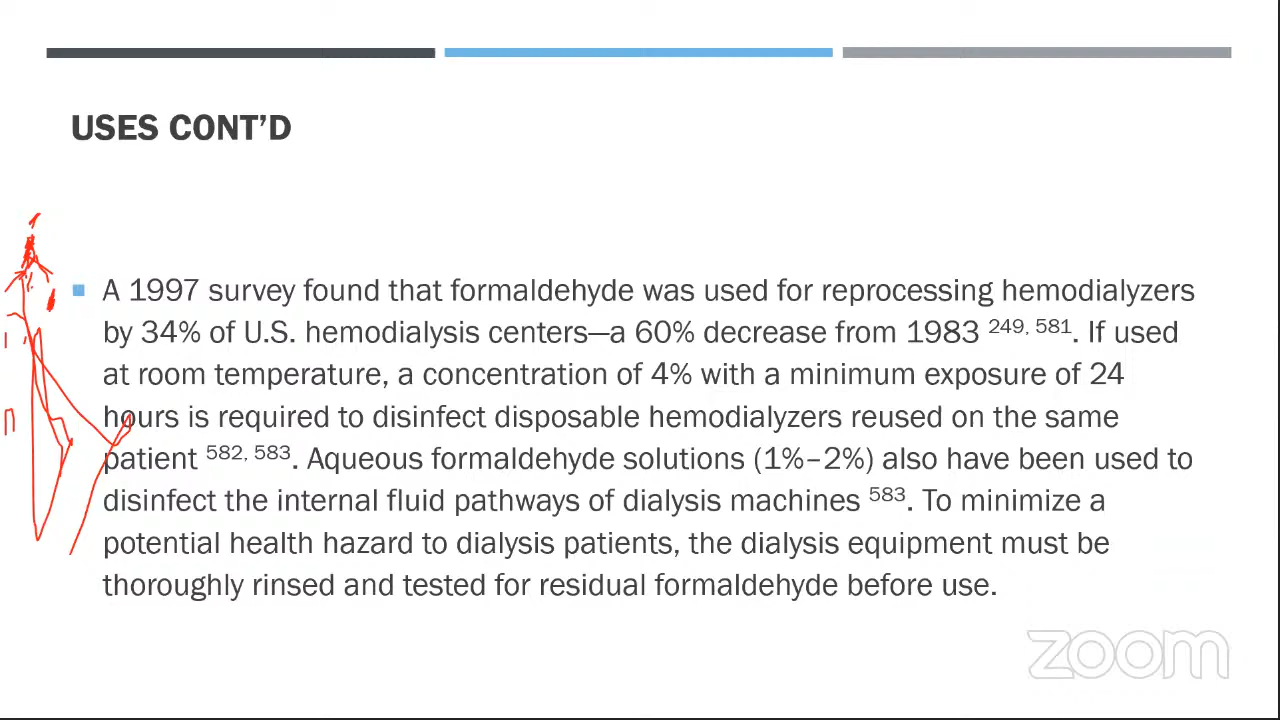 USES CONT’D
A 1997 survey found that formaldehyde was used for reprocessing hemodialyzers
by 34% of U.S. hemodialysis centers—a 60% decrease from 1983 249, 581. If used
at room temperature, a concentration of 4% with a minimum exposure of 24
hours is required to disinfect disposable hemodialyzers reused on the same
patient 582, 583. Aqueous formaldehyde solutions (1%–2%) also have been used to
disinfect the internal fluid pathways of dialysis machines 583. To minimize a
potential health hazard to dialysis patients, the dialysis equipment must be
thoroughly rinsed and tested for residual formaldehyde before use.
zoom